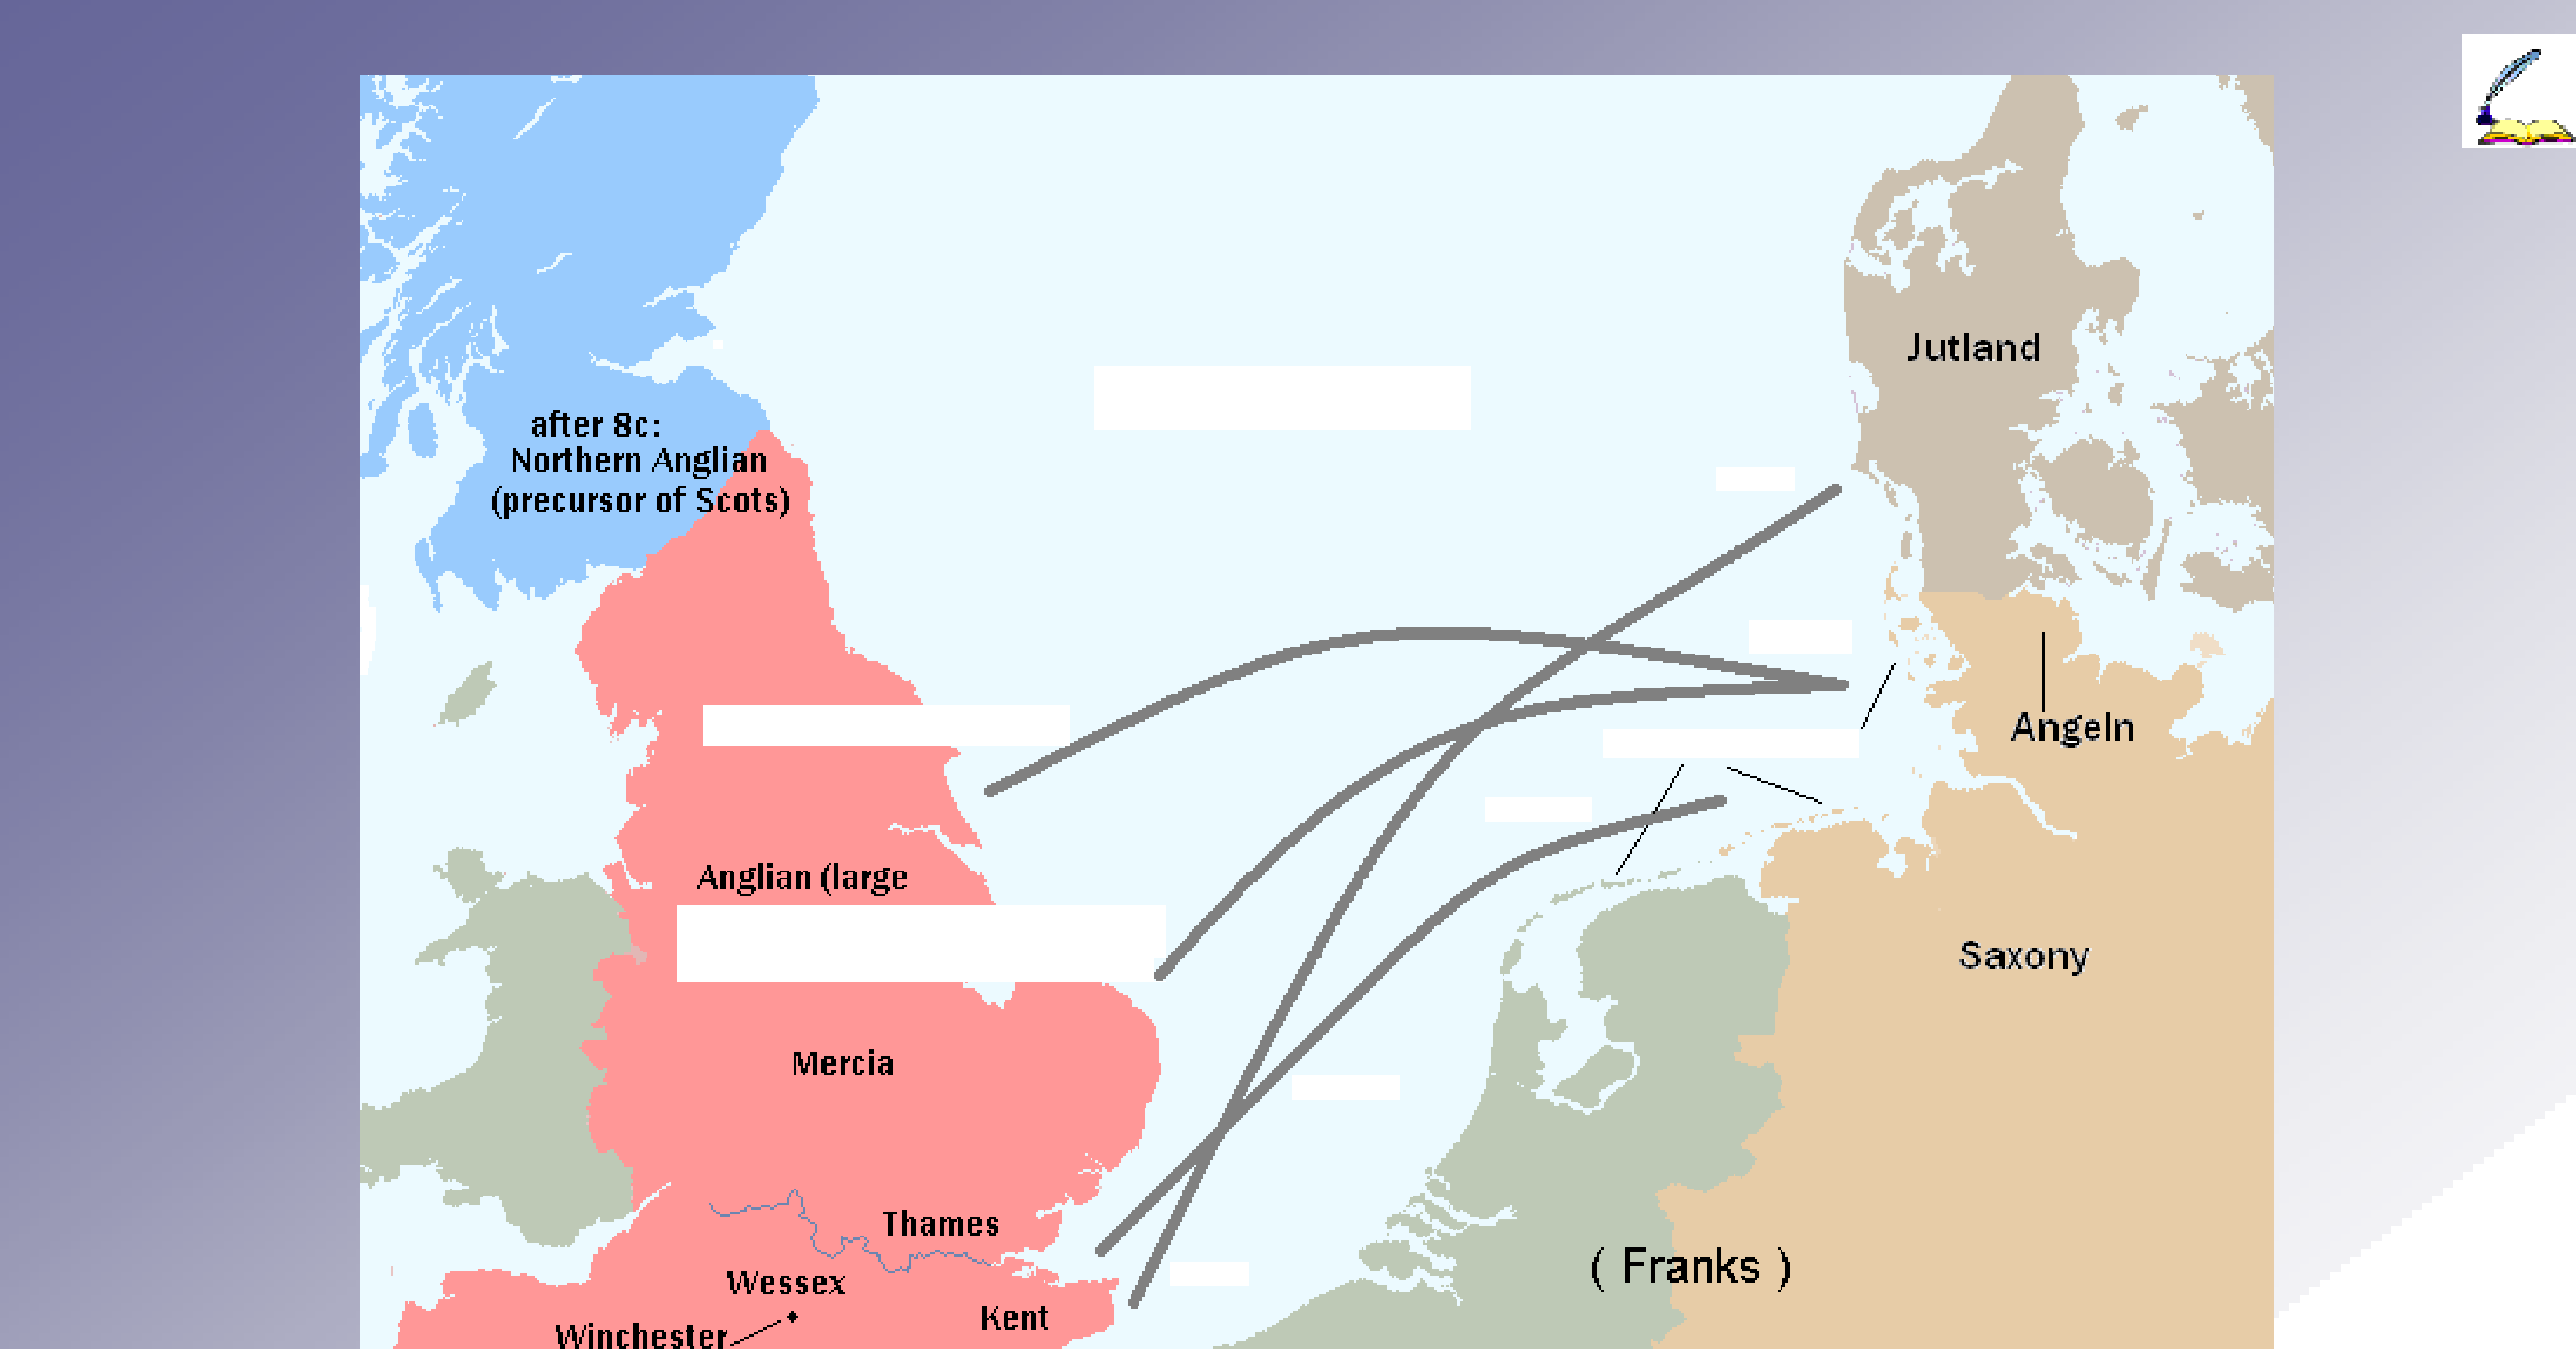 Jutland
after 8c:
Northern Anglian
(precursor of Scots)
Angeln
Anglian (large
Saxony
Mercia
Thames
( Franks )
Wessex
Kent
Winchester